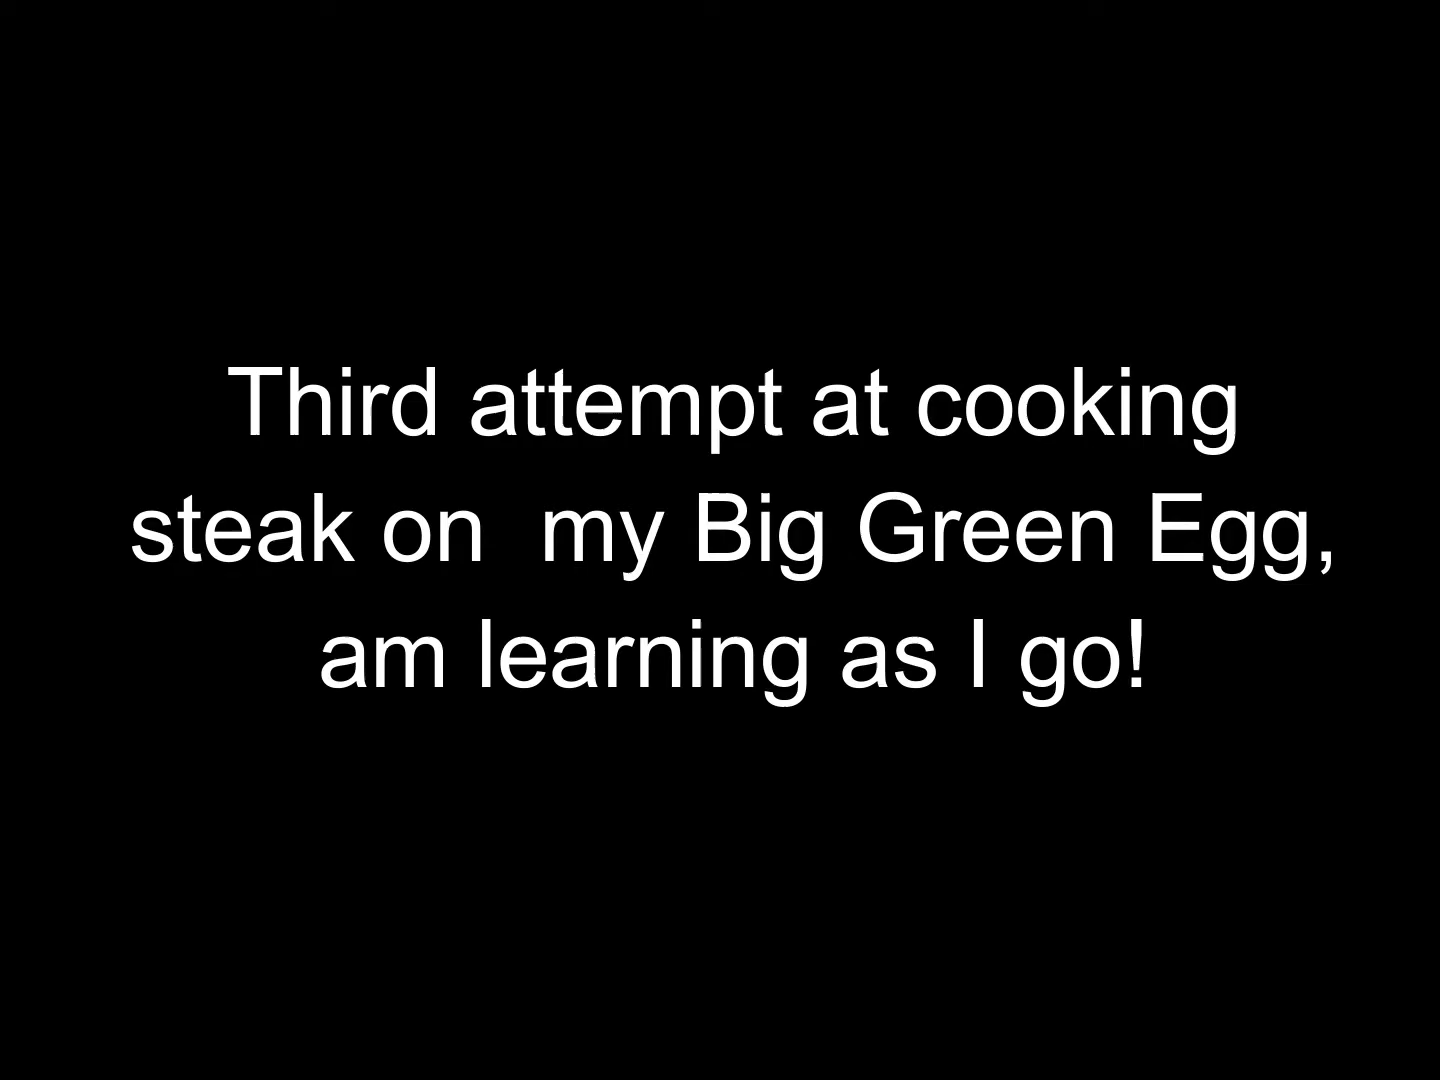 Third attempt at cooking
steak on  my Big Green Egg,
am learning as I go!